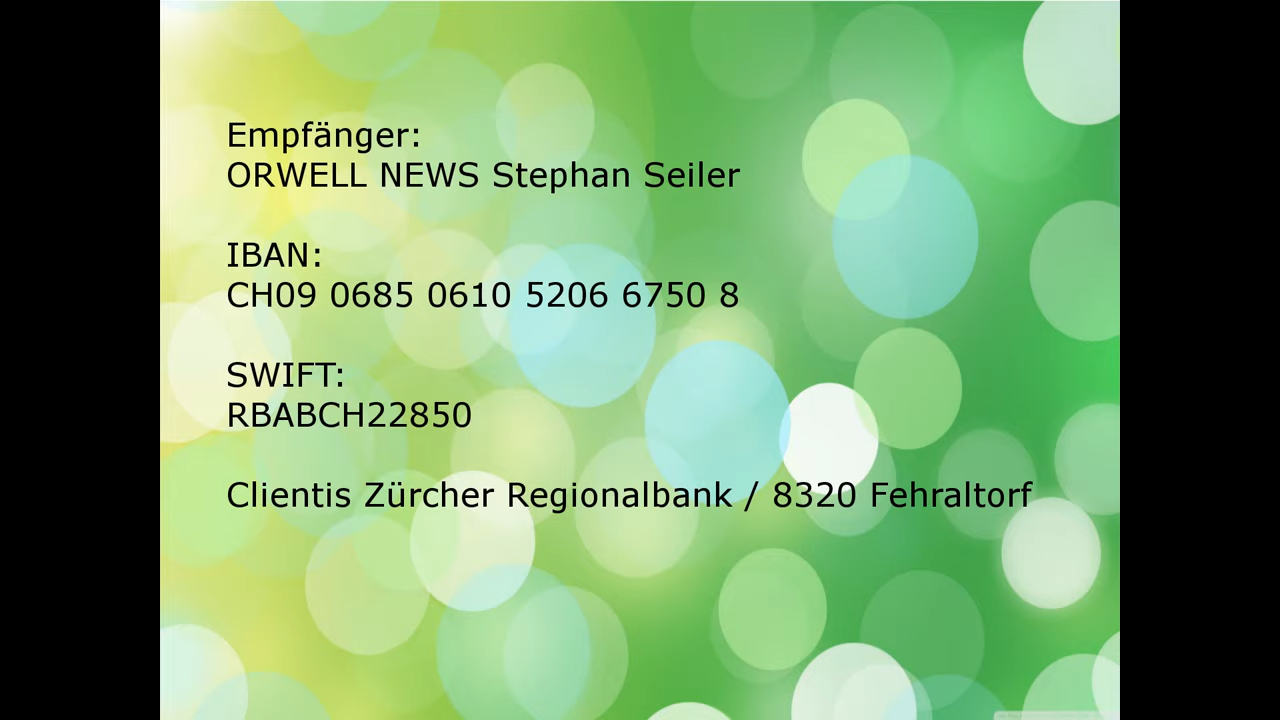 Empfänger:
ORWELL NEWS Stephan Seiler
IBAN:
CH09 0685 0610 5206 6750 8
SWIFT:
RBABCH22850
Clientis Zürcher Regionalbank / 8320 Fehraltorf